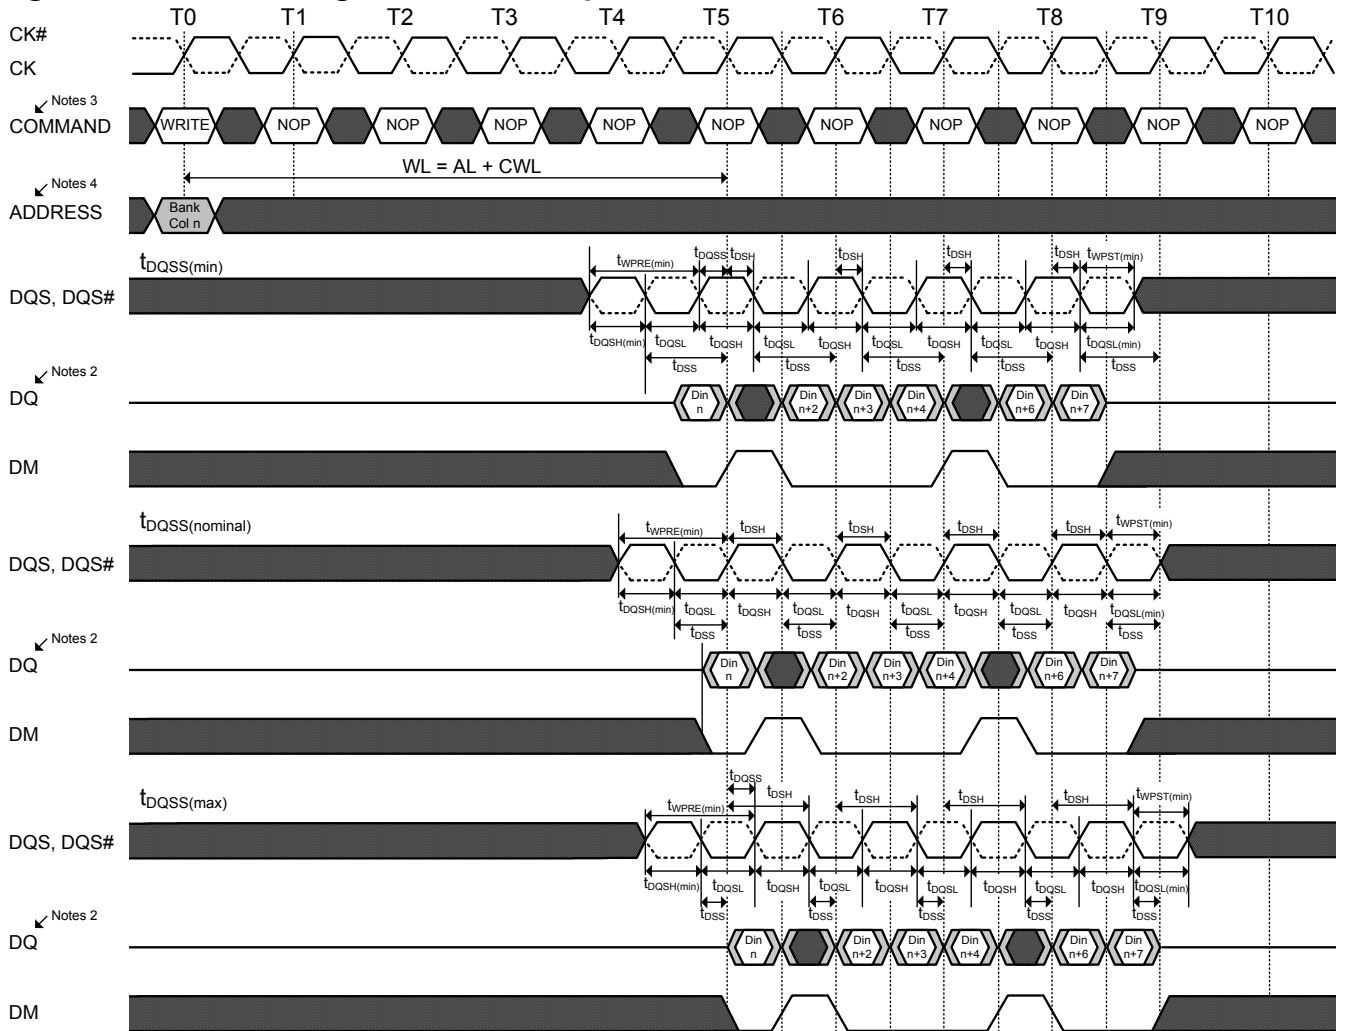 T0 T1 T2 T3 T4 T5 T6 T7 T8 T9 T10
CK#
CK
Notes 3
COMMAND WRITE NOP NOP NOP NOP NOP NOP NOP NOP NOP NOP
WL = AL + CWL
Notes 4
ADDRESS Bank Col n
tDQSS(min) tWPRE(min) tDQSS tDSH tDSH tDSH tDSH tWPST(min)
DQS, DQS#
tDQSH(min) tDQSL tDQSH tDQSL tDQSH tDQSL tDQSH tDQSL tDQSH tDQSL(min)
tDSS tDSS tDSS tDSS tDSS
Notes 2
DQ Din n Din n+2 Din n+3 Din n+4 Din n+6 Din n+7
DM
tDQSS(nominal) tWPRE(min) tDSH tDSH tDSH tDSH tWPST(min)
DQS, DQS#
tDQSH(min) tDQSL tDQSH tDQSL tDQSH tDQSL tDQSH tDQSL tDQSH tDQSL(min)
tDSS tDSS tDSS tDSS tDSS
Notes 2
DQ Din n Din n+2 Din n+3 Din n+4 Din n+6 Din n+7
DM
tDQSS
tDQSS(max) tWPRE(min) tDSH tDSH tDSH tDSH tWPST(min)
DQS, DQS#
tDQSH(min) tDQSL tDQSH tDQSL tDQSH tDQSL tDQSH tDQSL tDQSH tDQSL(min)
tDSS tDSS tDSS tDSS tDSS
Notes 2
DQ Din n Din n+2 Din n+3 Din n+4 Din n+6 Din n+7
DM